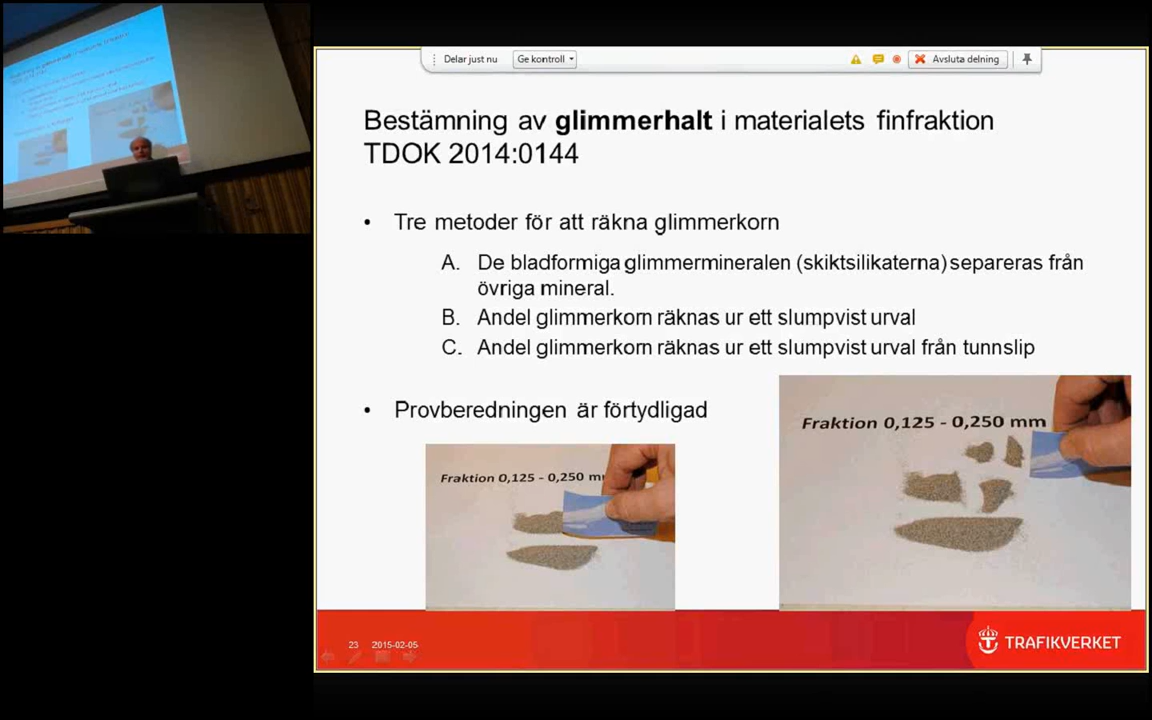 Delar just nu
Ge kontroll
Avsluta delning
Bestämning av glimmerhalt i materialets finfraktion
TDOK 2014:0144
• Tre metoder för att räkna glimmerkorn
A. De bladformiga glimmermineralen (skiktsilikaterna) separeras från
övriga mineral.
B. Andel glimmerkorn räknas ur ett slumpvist urval
C. Andel glimmerkorn räknas ur ett slumpvist urval från tunnslip
• Provberedningen är förtydligad
Fraktion 0,125 - 0,250 m
Fraktion 0,125 - 0,250 mm
23 2015-02-05
TRAFIKVERKET